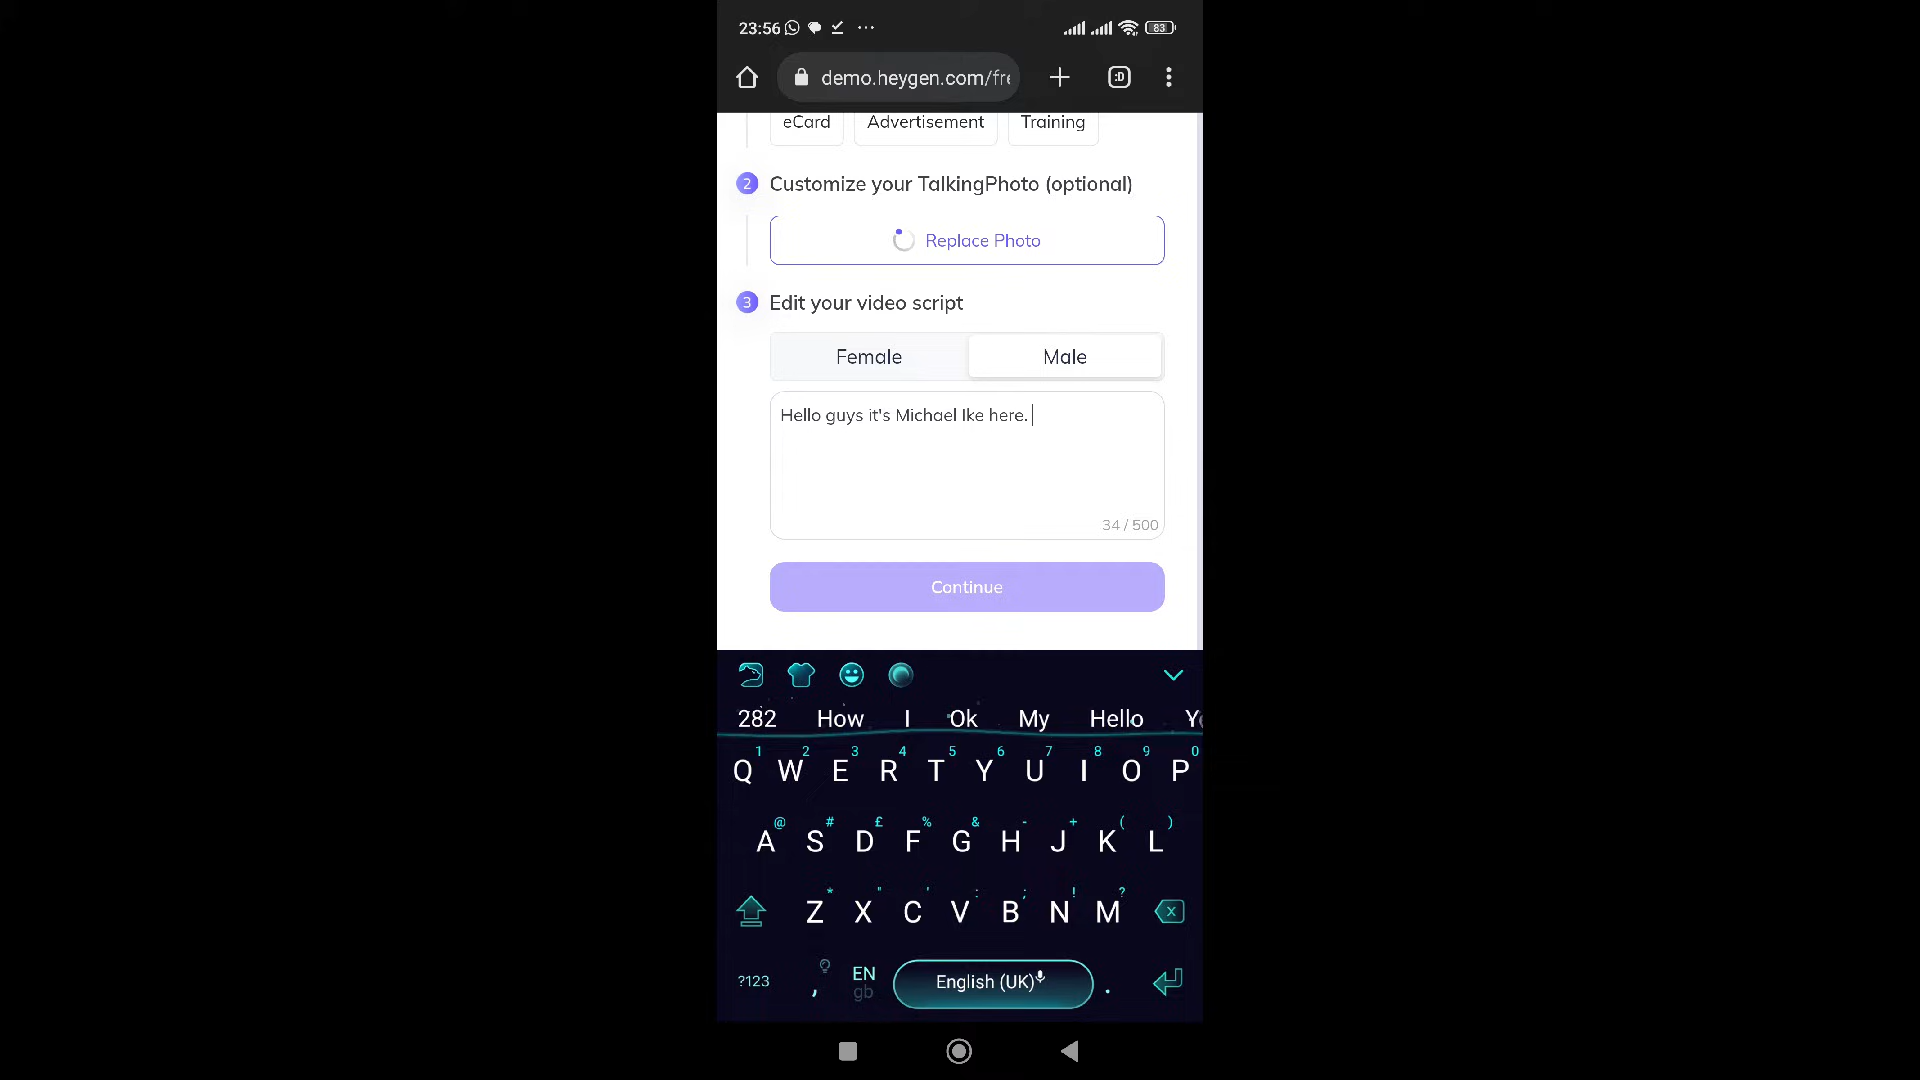 23:56
83
demo.heygen.com/fre
:D
eCard Advertisement Training
2 Customize your TalkingPhoto (optional)
Replace Photo
3 Edit your video script
Female Male
Hello guys it's Michael Ike here.
34 / 500
Continue
282 How I Ok My Hello
1 2 3 4 5 6 7 8 9 0
Q W E R T Y U I O P
@ # £ % & - + ( )
A S D F G H J K L
* " ' : ; ! ?
Z X C V B N M
?123 , EN English (UK) .
gb